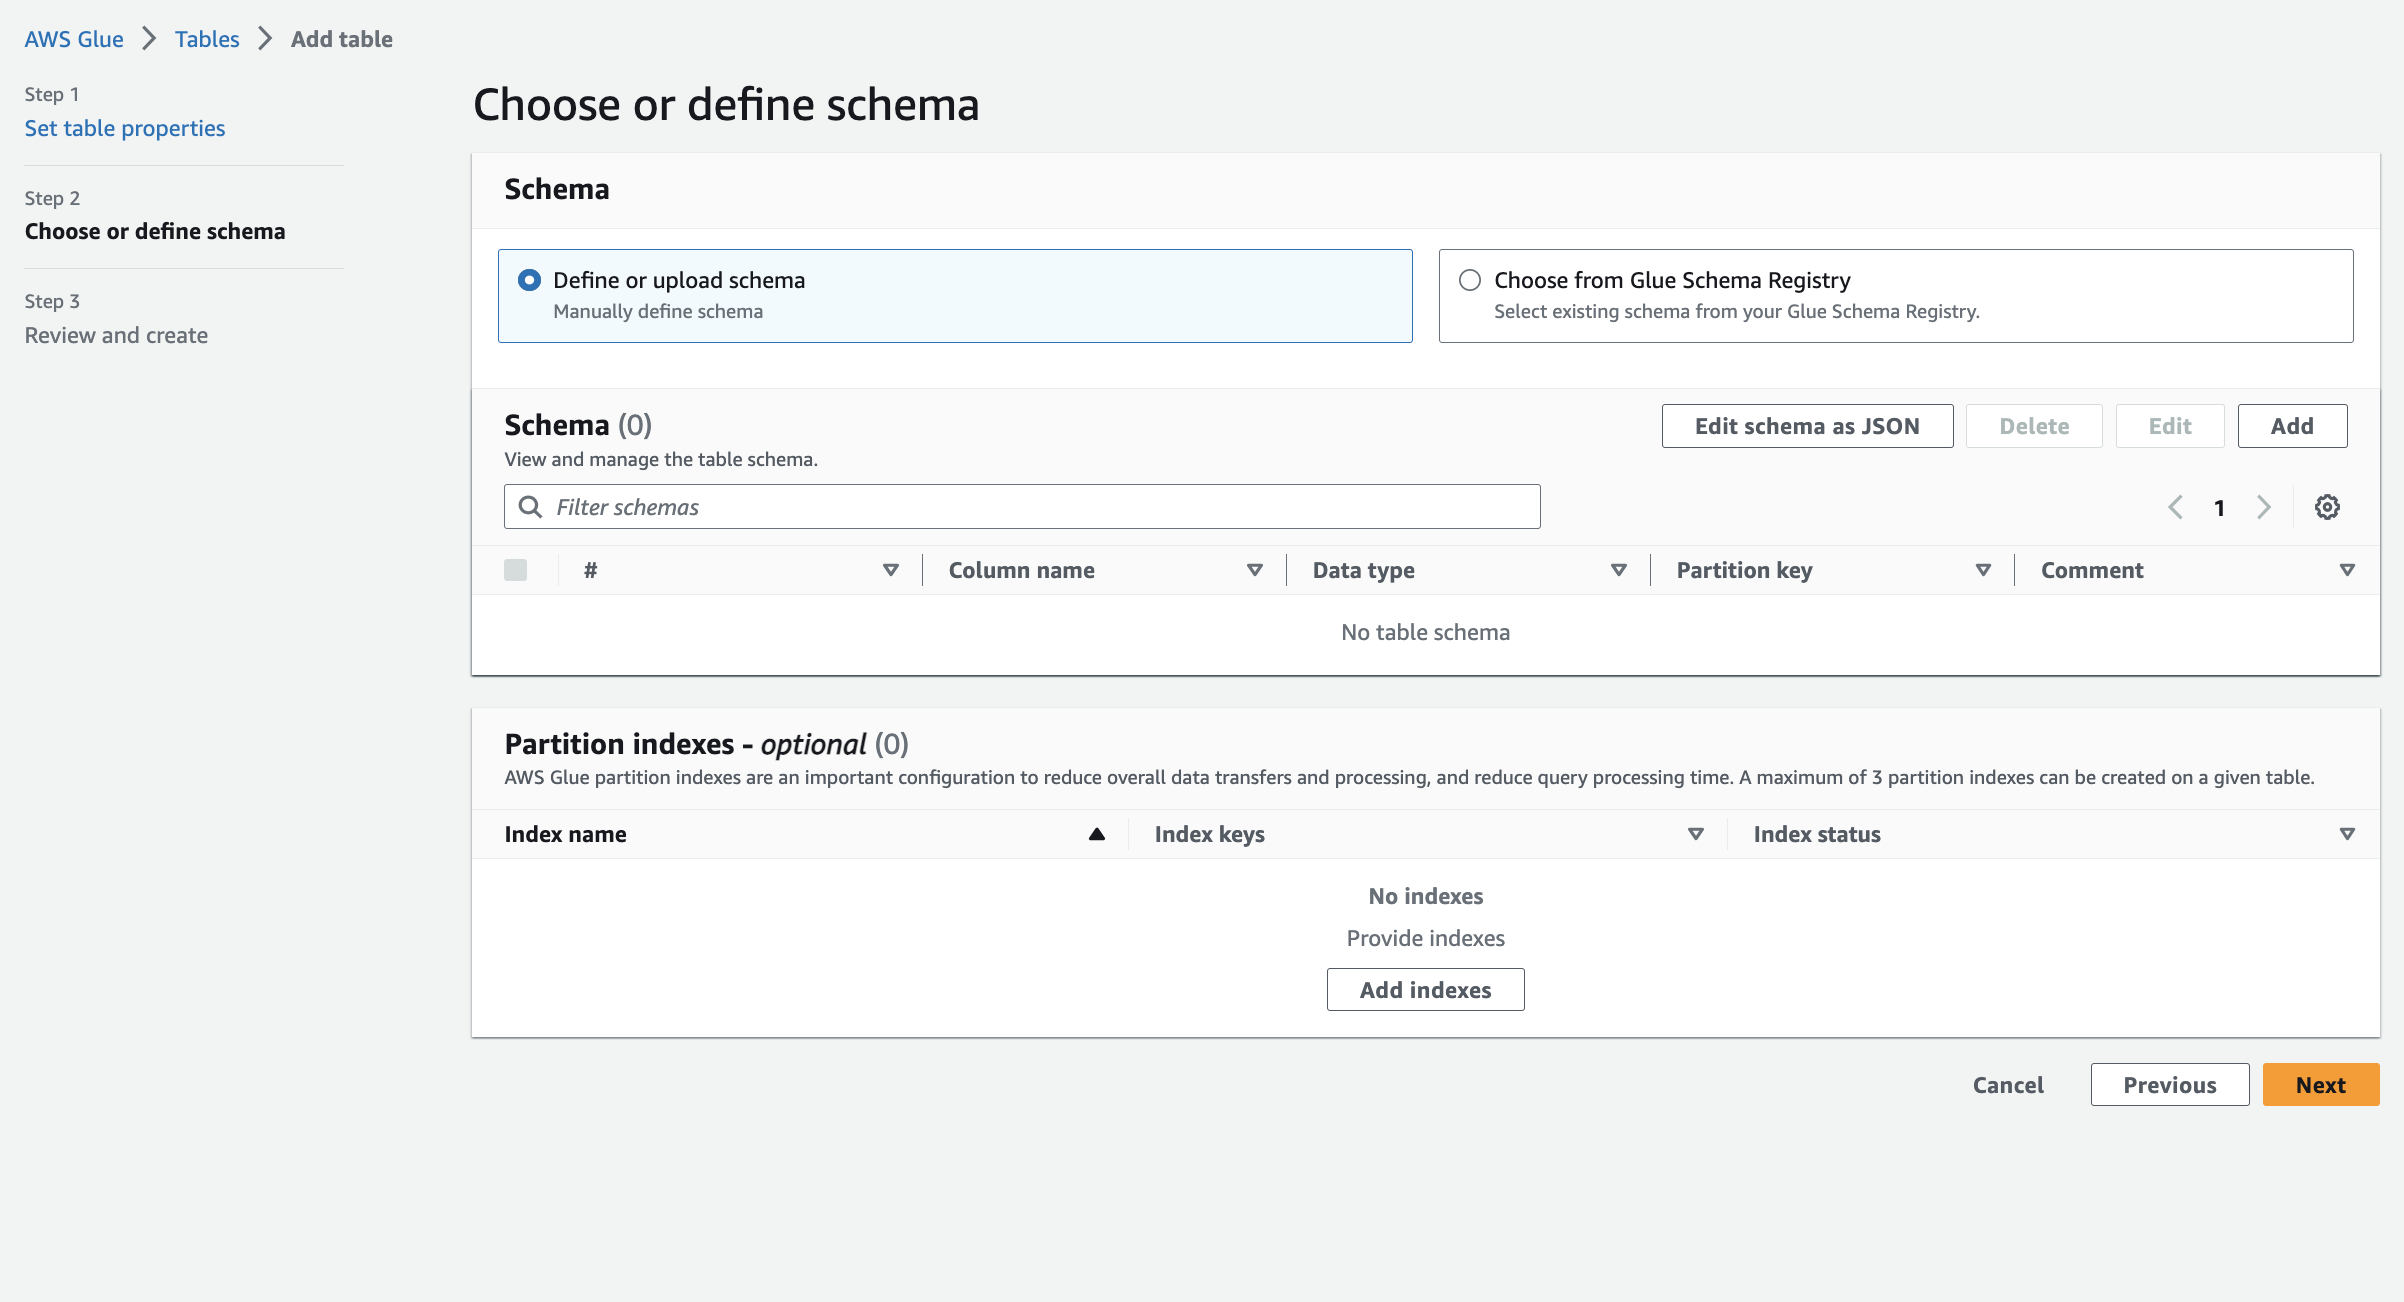 AWS Glue > Tables > Add table
Step 1
Set table properties
Step 2
Choose or define schema
Step 3
Review and create
Choose or define schema
Schema
Define or upload schema
Manually define schema
Choose from Glue Schema Registry
Select existing schema from your Glue Schema Registry.
Schema (0)
View and manage the table schema.
Edit schema as JSON Delete Edit Add
Filter schemas
1
# Column name Data type Partition key Comment
No table schema
Partition indexes - optional (0)
AWS Glue partition indexes are an important configuration to reduce overall data transfers and processing, and reduce query processing time. A maximum of 3 partition indexes can be created on a given table.
Index name Index keys Index status
No indexes
Provide indexes
Add indexes
Cancel Previous Next